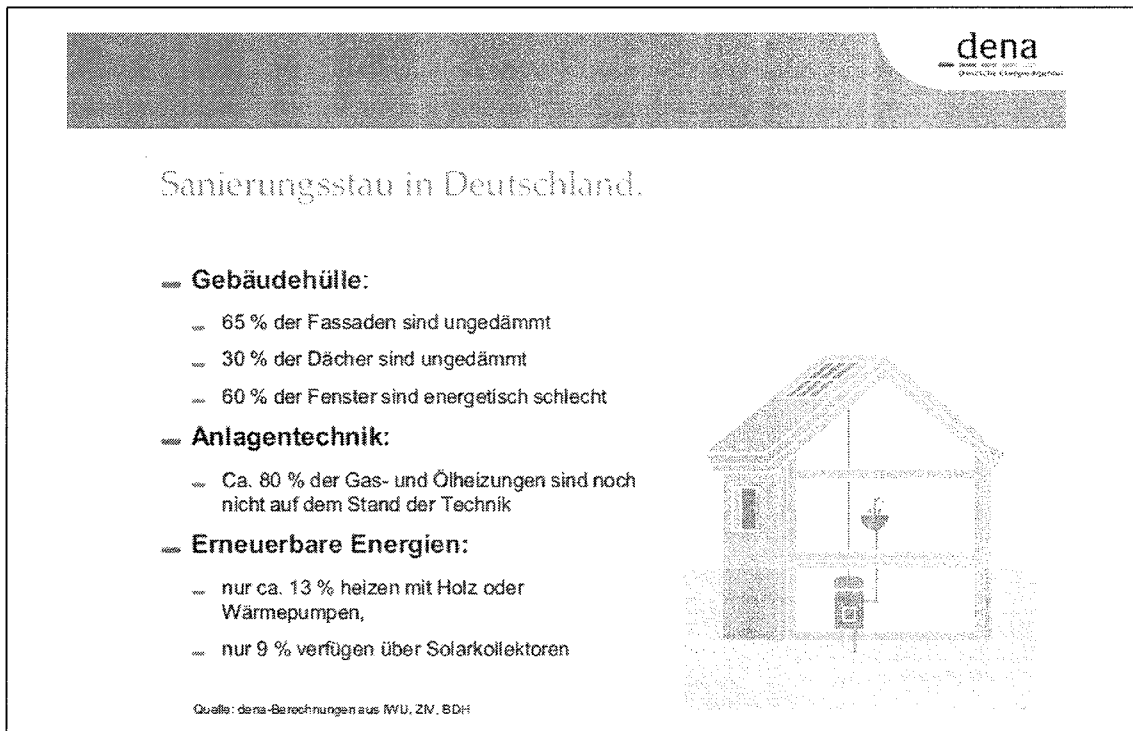 dena
Deutsche Energie-Agentur
Sanierungsstau in Deutschland.
Gebäudehülle:
65 % der Fassaden sind ungedämmt
30 % der Dächer sind ungedämmt
60 % der Fenster sind energetisch schlecht
Anlagentechnik:
Ca. 80 % der Gas- und Ölheizungen sind noch
nicht auf dem Stand der Technik
Erneuerbare Energien:
nur ca. 13 % heizen mit Holz oder
Wärmepumpen,
nur 9 % verfügen über Solarkollektoren
Quelle: dena-Berechnungen aus IWU, ZIV, BDH